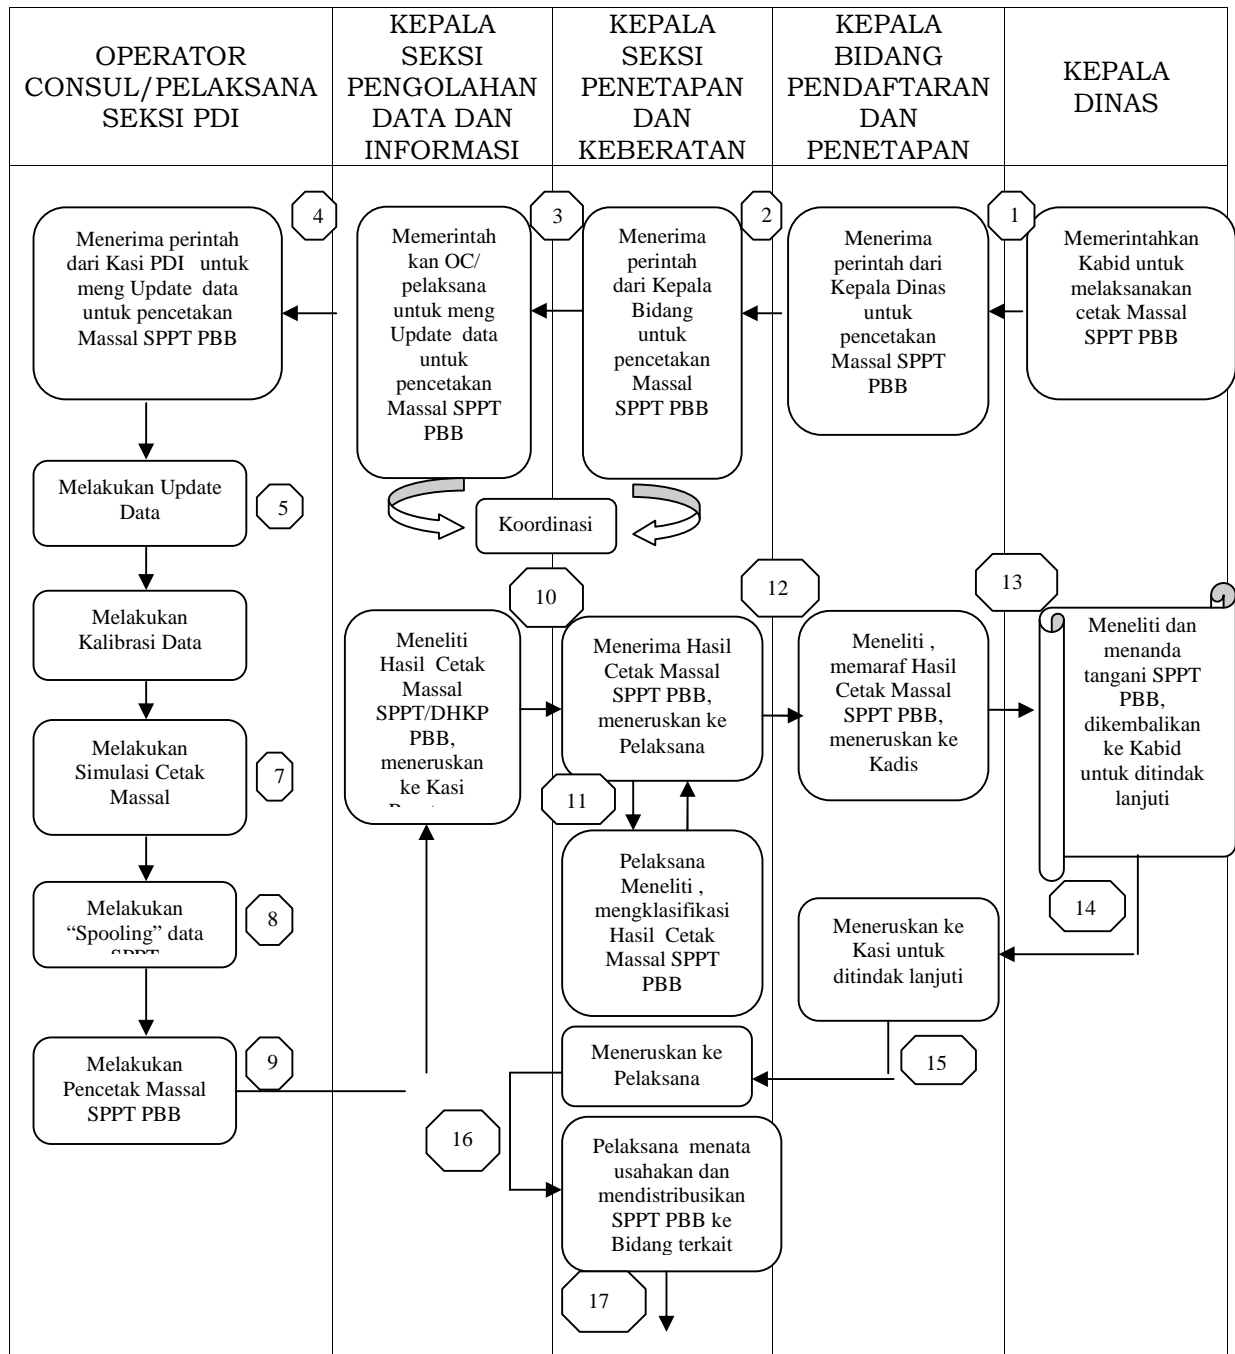 OPERATOR
CONSUL/PELAKSANA
SEKSI PDI
KEPALA
SEKSI
PENGOLAHAN
DATA DAN
INFORMASI
KEPALA
SEKSI
PENETAPAN
DAN
KEBERATAN
KEPALA
BIDANG
PENDAFTARAN
DAN
PENETAPAN
KEPALA
DINAS
4
Menerima perintah
dari Kasi PDI untuk
meng Update data
untuk pencetakan
Massal SPPT PBB
3
Memerintah
kan OC/
pelaksana
untuk meng
Update data
untuk
pencetakan
Massal SPPT
PBB
2
Menerima
perintah
dari Kepala
Bidang
untuk
pencetakan
Massal
SPPT PBB
1
Menerima
perintah dari
Kepala Dinas
untuk
pencetakan
Massal SPPT
PBB
Memerintahkan
Kabid untuk
melaksanakan
cetak Massal
SPPT PBB
Melakukan Update
Data
5
Koordinasi
Melakukan
Kalibrasi Data
10
12
13
Meneliti
Hasil Cetak
Massal
SPPT/DHKP
PBB,
meneruskan
ke Kasi
Menerima Hasil
Cetak Massal
SPPT PBB,
meneruskan ke
Pelaksana
Meneliti ,
memaraf Hasil
Cetak Massal
SPPT PBB,
meneruskan ke
Kadis
Meneliti dan
menanda
tangani SPPT
PBB,
dikembalikan
ke Kabid
untuk ditindak
lanjuti
Melakukan
Simulasi Cetak
Massal
7
11
Pelaksana
Meneliti ,
mengklasifikasi
Hasil Cetak
Massal SPPT
PBB
14
Melakukan
“Spooling” data
SPPT
8
Meneruskan ke
Kasi untuk
ditindak lanjuti
Melakukan
Pencetak Massal
SPPT PBB
9
Meneruskan ke
Pelaksana
15
16
Pelaksana menata
usahakan dan
mendistribusikan
SPPT PBB ke
Bidang terkait
17